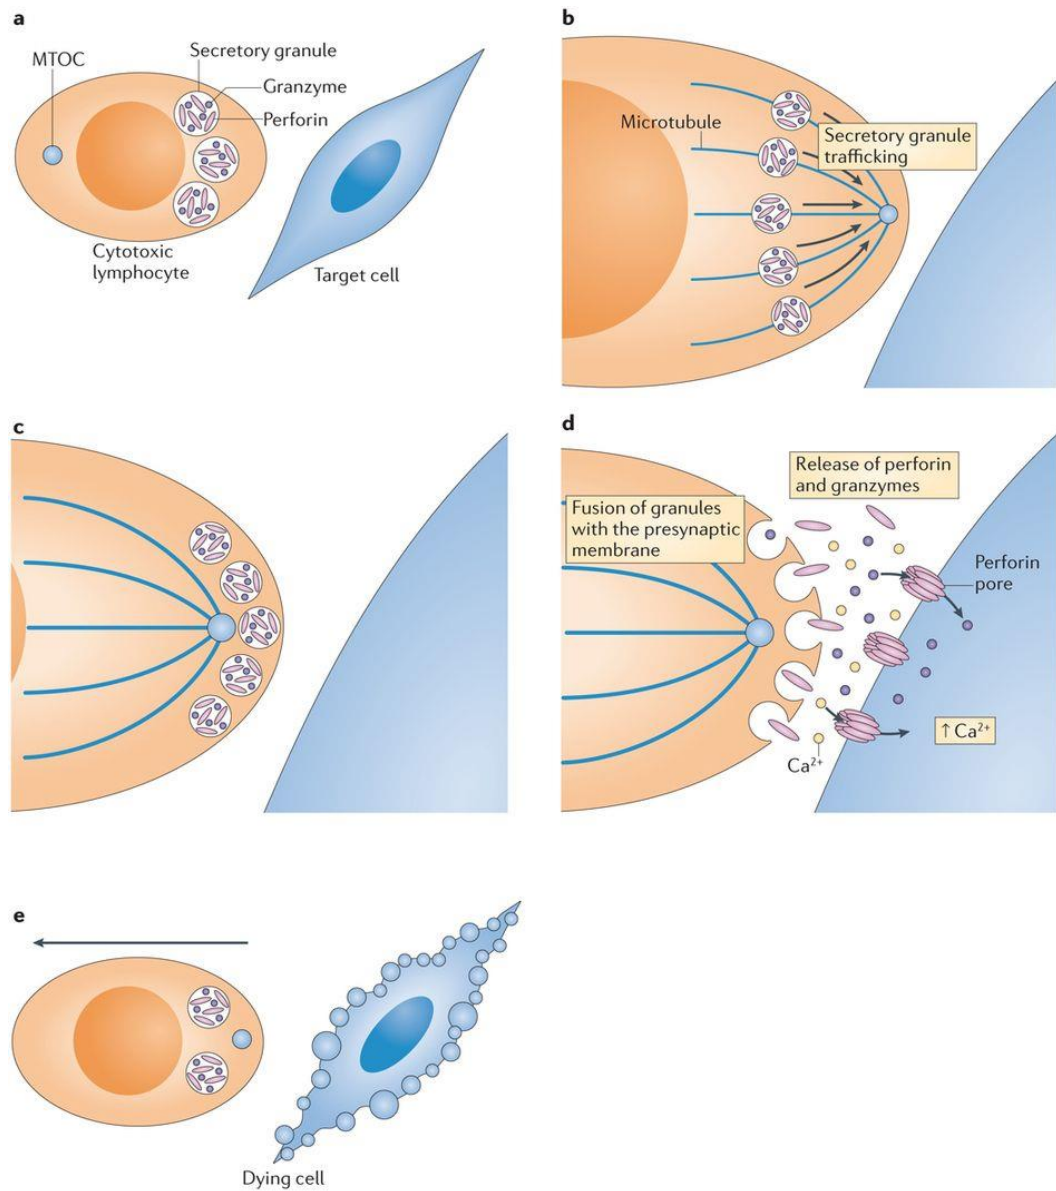 a
MTOC
Secretory granule
Granzyme
Perforin
Cytotoxic
lymphocyte
Target cell
b
Microtubule
Secretory granule
trafficking
c
d
Release of perforin
and granzymes
Fusion of granules
with the presynaptic
membrane
Perforin
pore
↑ Ca²⁺
Ca²⁺
e
Dying cell